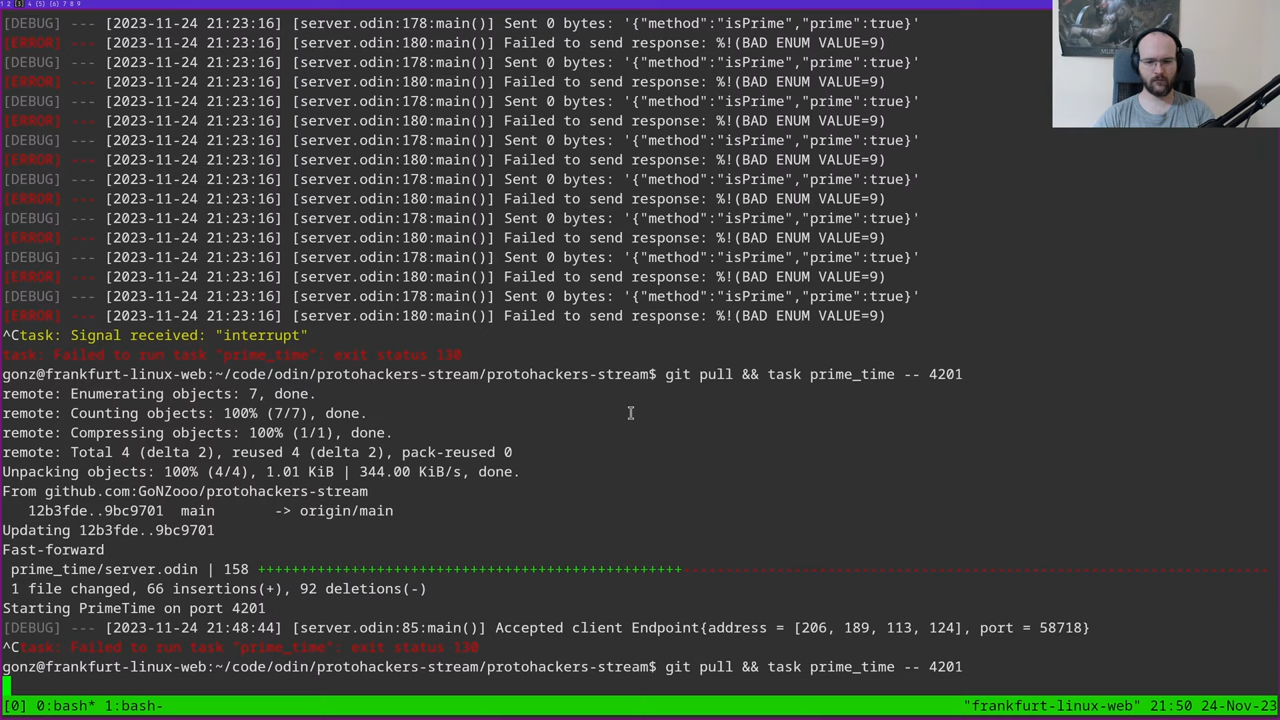 1 2 [3] 4 (5) (6) 7 8 9
[DEBUG] --- [2023-11-24 21:23:16] [server.odin:178:main()] Sent 0 bytes: '{"method":"isPrime","prime":true}'
[ERROR] --- [2023-11-24 21:23:16] [server.odin:180:main()] Failed to send response: %!(BAD ENUM VALUE=9)
[DEBUG] --- [2023-11-24 21:23:16] [server.odin:178:main()] Sent 0 bytes: '{"method":"isPrime","prime":true}'
[ERROR] --- [2023-11-24 21:23:16] [server.odin:180:main()] Failed to send response: %!(BAD ENUM VALUE=9)
[DEBUG] --- [2023-11-24 21:23:16] [server.odin:178:main()] Sent 0 bytes: '{"method":"isPrime","prime":true}'
[ERROR] --- [2023-11-24 21:23:16] [server.odin:180:main()] Failed to send response: %!(BAD ENUM VALUE=9)
[DEBUG] --- [2023-11-24 21:23:16] [server.odin:178:main()] Sent 0 bytes: '{"method":"isPrime","prime":true}'
[ERROR] --- [2023-11-24 21:23:16] [server.odin:180:main()] Failed to send response: %!(BAD ENUM VALUE=9)
[DEBUG] --- [2023-11-24 21:23:16] [server.odin:178:main()] Sent 0 bytes: '{"method":"isPrime","prime":true}'
[ERROR] --- [2023-11-24 21:23:16] [server.odin:180:main()] Failed to send response: %!(BAD ENUM VALUE=9)
[DEBUG] --- [2023-11-24 21:23:16] [server.odin:178:main()] Sent 0 bytes: '{"method":"isPrime","prime":true}'
[ERROR] --- [2023-11-24 21:23:16] [server.odin:180:main()] Failed to send response: %!(BAD ENUM VALUE=9)
[DEBUG] --- [2023-11-24 21:23:16] [server.odin:178:main()] Sent 0 bytes: '{"method":"isPrime","prime":true}'
[ERROR] --- [2023-11-24 21:23:16] [server.odin:180:main()] Failed to send response: %!(BAD ENUM VALUE=9)
[DEBUG] --- [2023-11-24 21:23:16] [server.odin:178:main()] Sent 0 bytes: '{"method":"isPrime","prime":true}'
[ERROR] --- [2023-11-24 21:23:16] [server.odin:180:main()] Failed to send response: %!(BAD ENUM VALUE=9)
^Ctask: Signal received: "interrupt"
task: Failed to run task "prime_time": exit status 130
gonz@frankfurt-linux-web:~/code/odin/protohackers-stream/protohackers-stream$ git pull && task prime_time -- 4201
remote: Enumerating objects: 7, done.
remote: Counting objects: 100% (7/7), done.
remote: Compressing objects: 100% (1/1), done.
remote: Total 4 (delta 2), reused 4 (delta 2), pack-reused 0
Unpacking objects: 100% (4/4), 1.01 KiB | 344.00 KiB/s, done.
From github.com:GoNZooo/protohackers-stream
12b3fde..9bc9701 main -> origin/main
Updating 12b3fde..9bc9701
Fast-forward
prime_time/server.odin | 158 ++++++++++++++++++++++++++++++++++++++++++++++++++---------------------------------------------------------------------
1 file changed, 66 insertions(+), 92 deletions(-)
Starting PrimeTime on port 4201
[DEBUG] --- [2023-11-24 21:48:44] [server.odin:85:main()] Accepted client Endpoint{address = [206, 189, 113, 124], port = 58718}
^Ctask: Failed to run task "prime_time": exit status 130
gonz@frankfurt-linux-web:~/code/odin/protohackers-stream/protohackers-stream$ git pull && task prime_time -- 4201
[0] 0:bash* 1:bash- "frankfurt-linux-web" 21:50 24-Nov-23